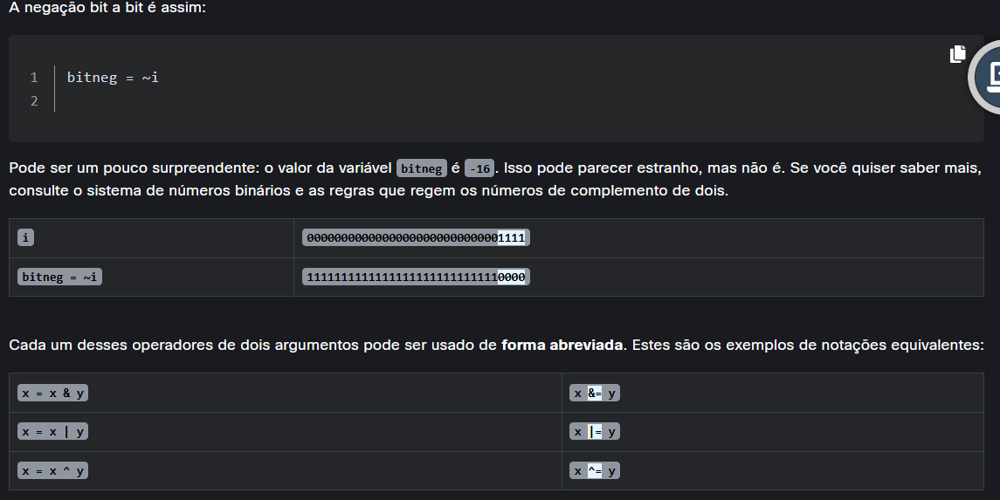 A negação bit a bit é assim:
1 bitneg = ~i
2
Pode ser um pouco surpreendente: o valor da variável bitneg é -16. Isso pode parecer estranho, mas não é. Se você quiser saber mais,
consulte o sistema de números binários e as regras que regem os números de complemento de dois.
i 00000000000000000000000000001111
bitneg = ~i 11111111111111111111111111110000
Cada um desses operadores de dois argumentos pode ser usado de forma abreviada. Estes são os exemplos de notações equivalentes:
x = x & y x &= y
x = x | y x |= y
x = x ^ y x ^= y